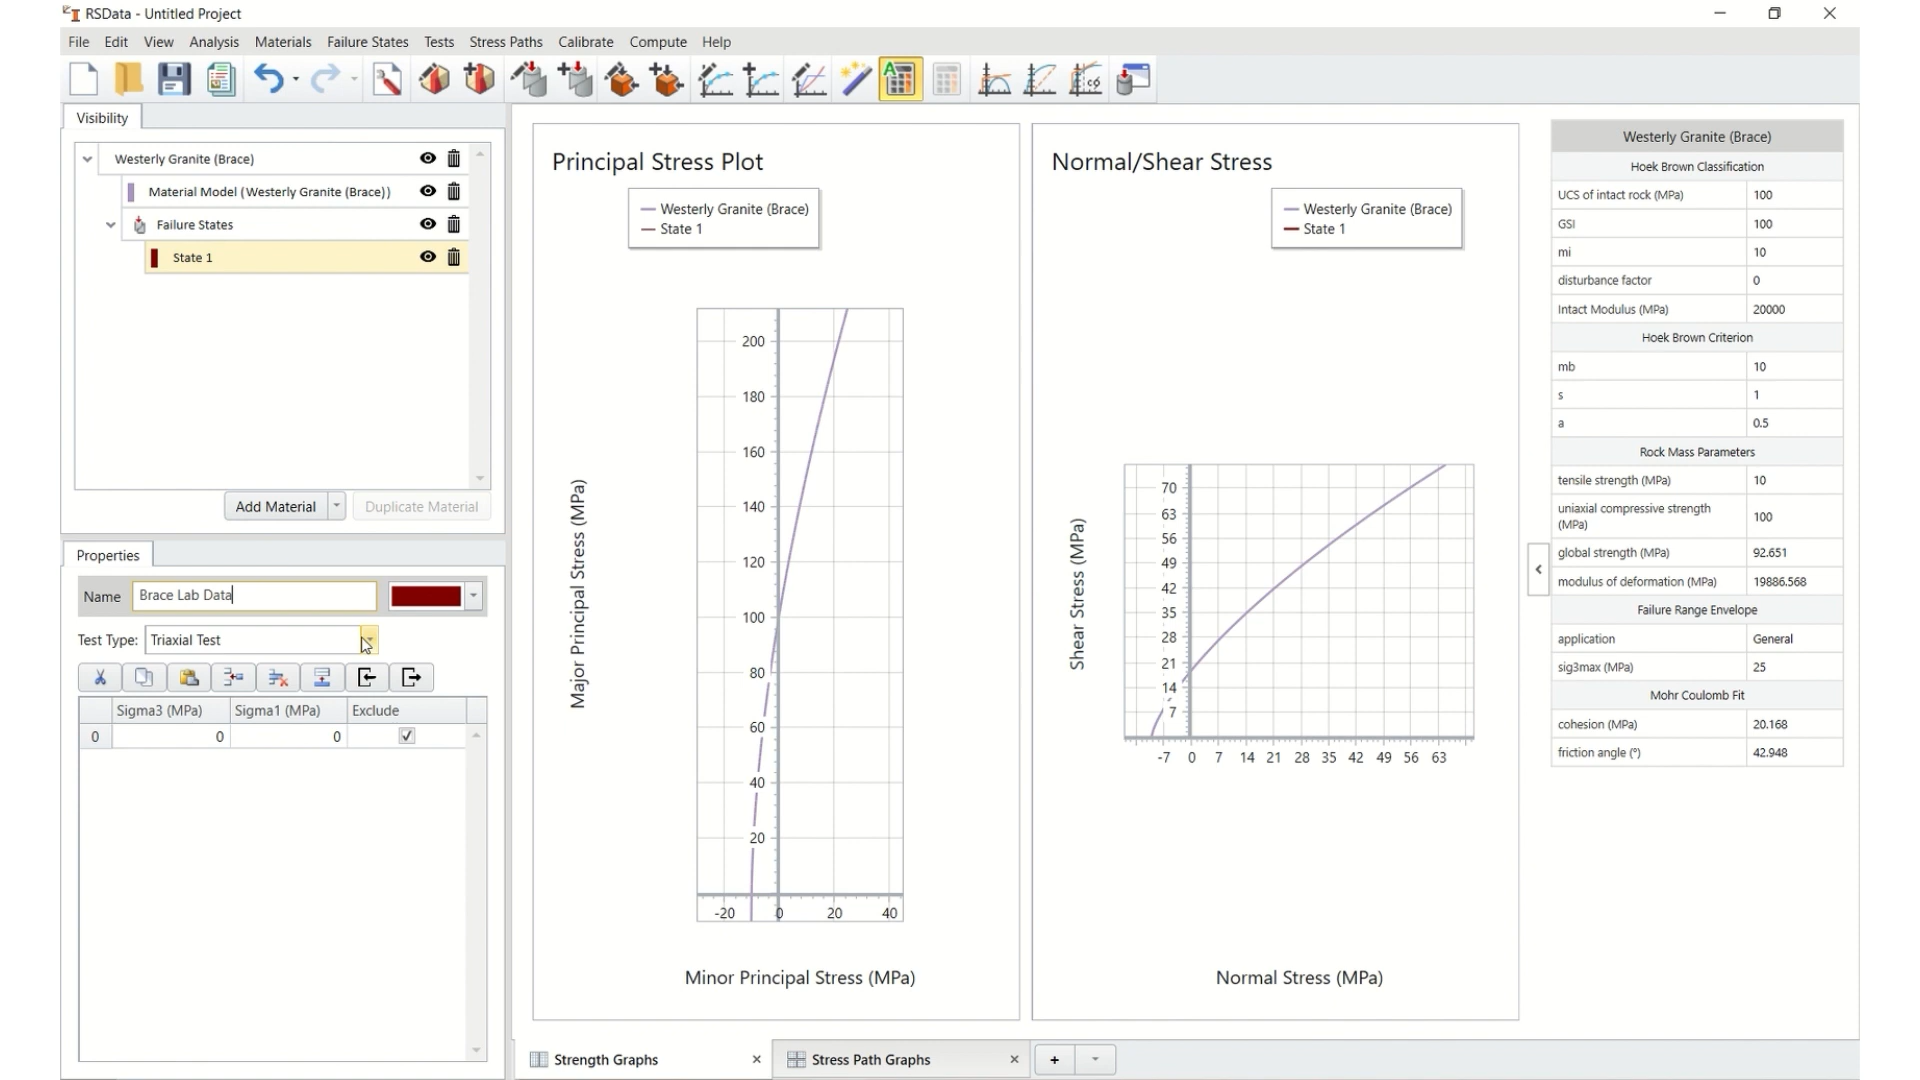 RSData - Untitled Project
File Edit View Analysis Materials Failure States Tests Stress Paths Calibrate Compute Help
Visibility
Westerly Granite (Brace)
Material Model (Westerly Granite (Brace))
Failure States
State 1
Add Material
Duplicate Material
Properties
Name Brace Lab Data
Test Type: Triaxial Test
Sigma3 (MPa) Sigma1 (MPa) Exclude
0 0 0
Principal Stress Plot
Westerly Granite (Brace)
State 1
200
180
160
140
120
100
80
60
40
20
-20 0 20 40
Major Principal Stress (MPa)
Minor Principal Stress (MPa)
Normal/Shear Stress
Westerly Granite (Brace)
State 1
70
63
56
49
42
35
28
21
14
7
-7 0 7 14 21 28 35 42 49 56 63
Shear Stress (MPa)
Normal Stress (MPa)
Westerly Granite (Brace)
Hoek Brown Classification
UCS of intact rock (MPa) 100
GSI 100
mi 10
disturbance factor 0
Intact Modulus (MPa) 20000
Hoek Brown Criterion
mb 10
s 1
a 0.5
Rock Mass Parameters
tensile strength (MPa) 10
uniaxial compressive strength
(MPa) 100
global strength (MPa) 92.651
modulus of deformation (MPa) 19886.568
Failure Range Envelope
application General
sig3max (MPa) 25
Mohr Coulomb Fit
cohesion (MPa) 20.168
friction angle (°) 42.948
Strength Graphs
Stress Path Graphs